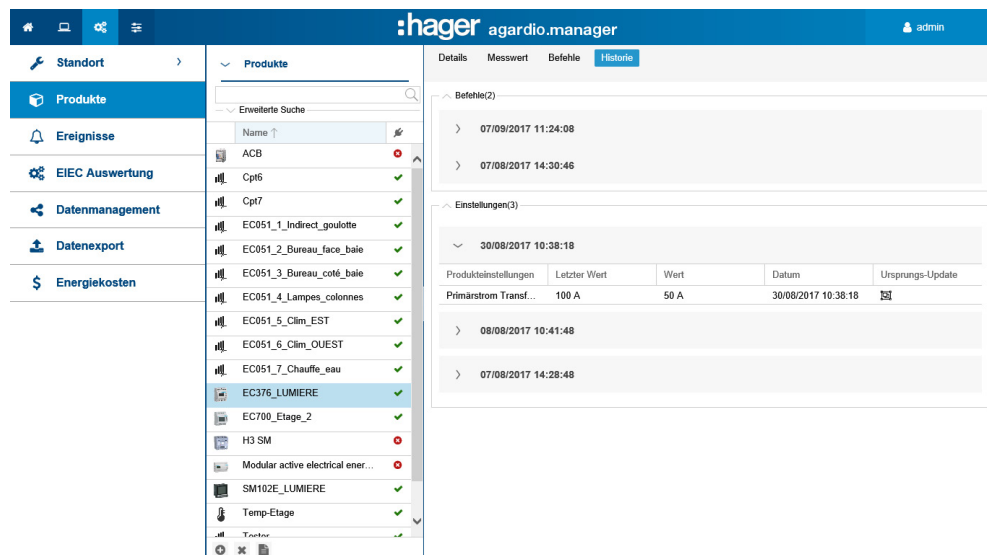 :hager agardio.manager
admin
Standort
Produkte
Ereignisse
EIEC Auswertung
Datenmanagement
Datenexport
Energiekosten
Produkte
Erweiterte Suche
Name
ACB
Cpt6
Cpt7
EC051_1_Indirect_goulotte
EC051_2_Bureau_face_baie
EC051_3_Bureau_coté_baie
EC051_4_Lampes_colonnes
EC051_5_Clim_EST
EC051_6_Clim_OUEST
EC051_7_Chauffe_eau
EC376_LUMIERE
EC700_Etage_2
H3 SM
Modular active electrical ener...
SM102E_LUMIERE
Temp-Etage
Tester
Details Messwert Befehle Historie
Befehle(2)
07/09/2017 11:24:08
07/08/2017 14:30:46
Einstellungen(3)
30/08/2017 10:38:18
Produkteinstellungen Letzter Wert Wert Datum Ursprungs-Update
Primärstrom Transf... 100 A 50 A 30/08/2017 10:38:18
08/08/2017 10:41:48
07/08/2017 14:28:48